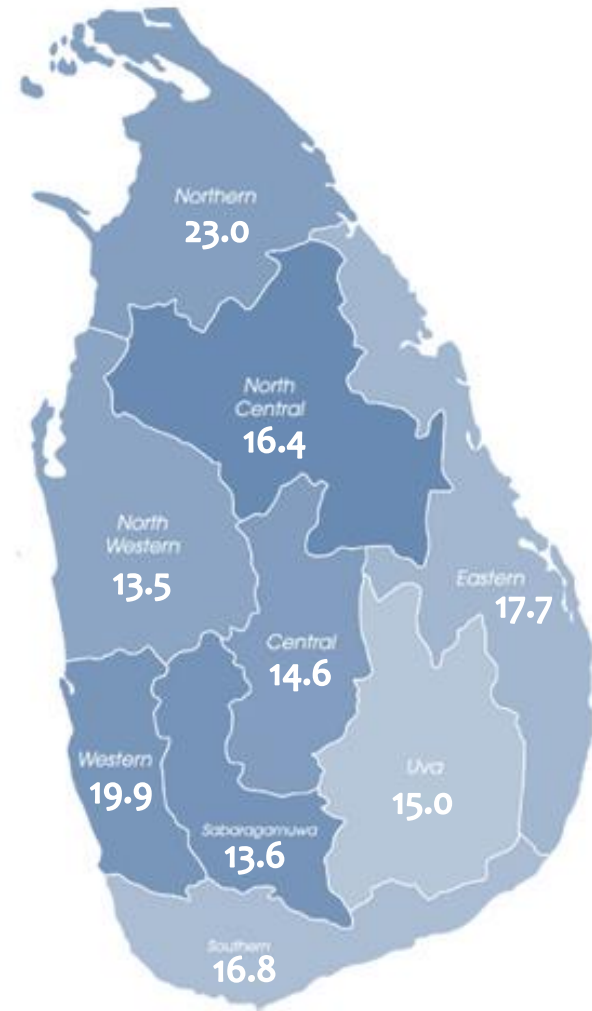 Northern
23.0
North
Central
16.4
North
Western
13.5
Eastern
17.7
Central
14.6
Western
19.9
Uva
15.0
Sabaragamuwa
13.6
Southern
16.8